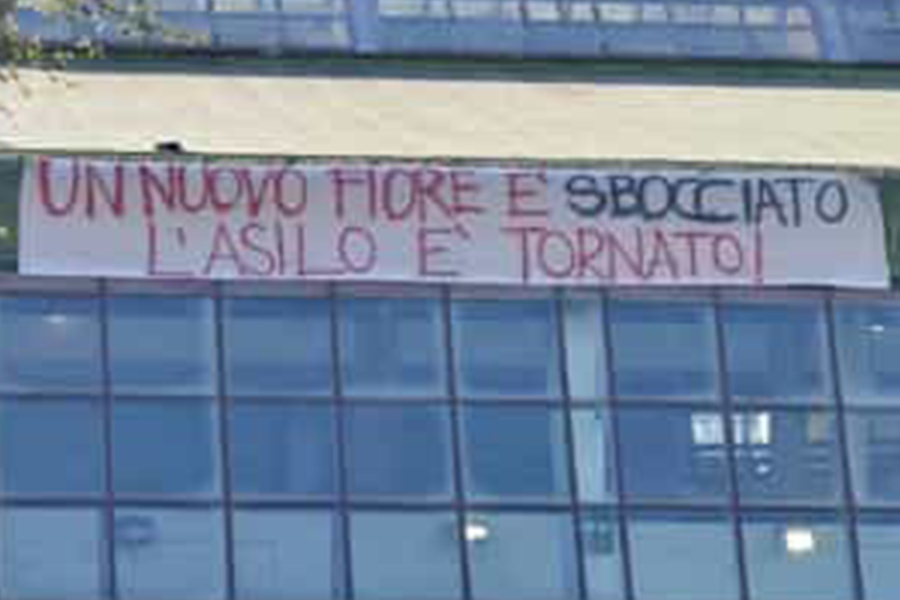 UN NUOVO FIORE E' SBOCCIATO
L'ASILO E` TORNATO!